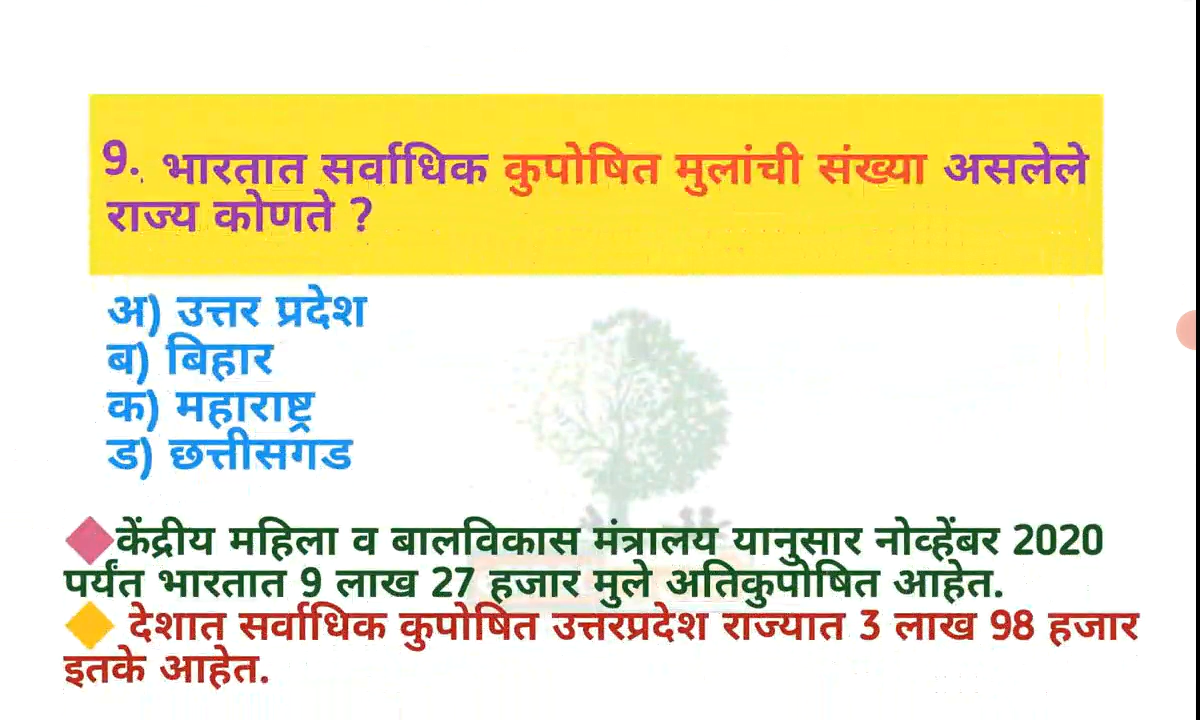 9. भारतात सर्वाधिक कुपोषित मुलांची संख्या असलेले
राज्य कोणते ?
अ) उत्तर प्रदेश
ब) बिहार
क) महाराष्ट्र
ड) छत्तीसगड
केंद्रीय महिला व बालविकास मंत्रालय यानुसार नोव्हेंबर 2020
पर्यंत भारतात 9 लाख 27 हजार मुले अतिकुपोषित आहेत.
देशात सर्वाधिक कुपोषित उत्तरप्रदेश राज्यात 3 लाख 98 हजार
इतके आहेत.